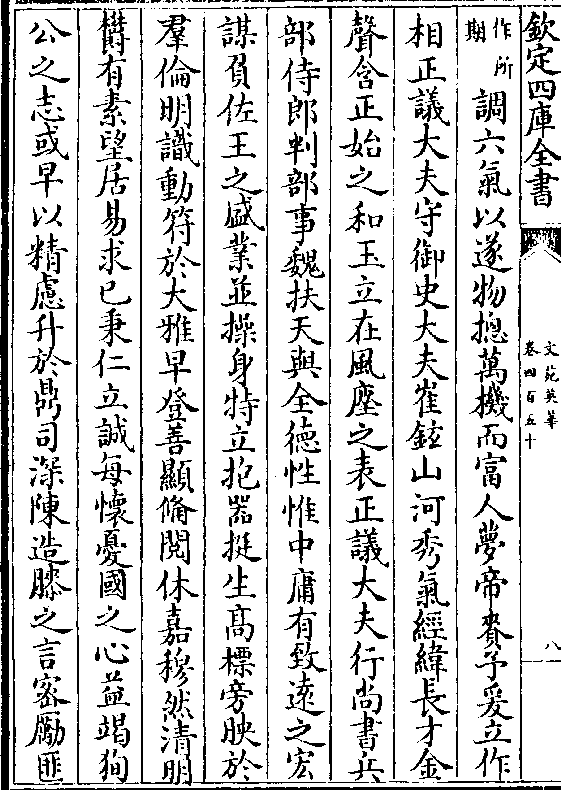 欽定四庫全書
文苑英華
卷四百五十
八
作所
期
調六氣以遂物揔萬機而富人夢帝賚予爰立作
相正議大夫守御史大夫崔鉉山河秀氣經緯長才金
聲含正始之和玉立在風塵之表正議大夫行尚書兵
部侍郎判部事魏扶天與全德性惟中庸有致遠之宏
謀負佐王之盛業並操身特立抱器挺生髙標旁映於
羣倫明識動符於大雅早登善顯備閱休嘉穆然清明
欝有素望居易求已秉仁立誠每懷憂國之心益竭狥
公之志或早以精慮升於鼎司深陳造膝之言密勵匪